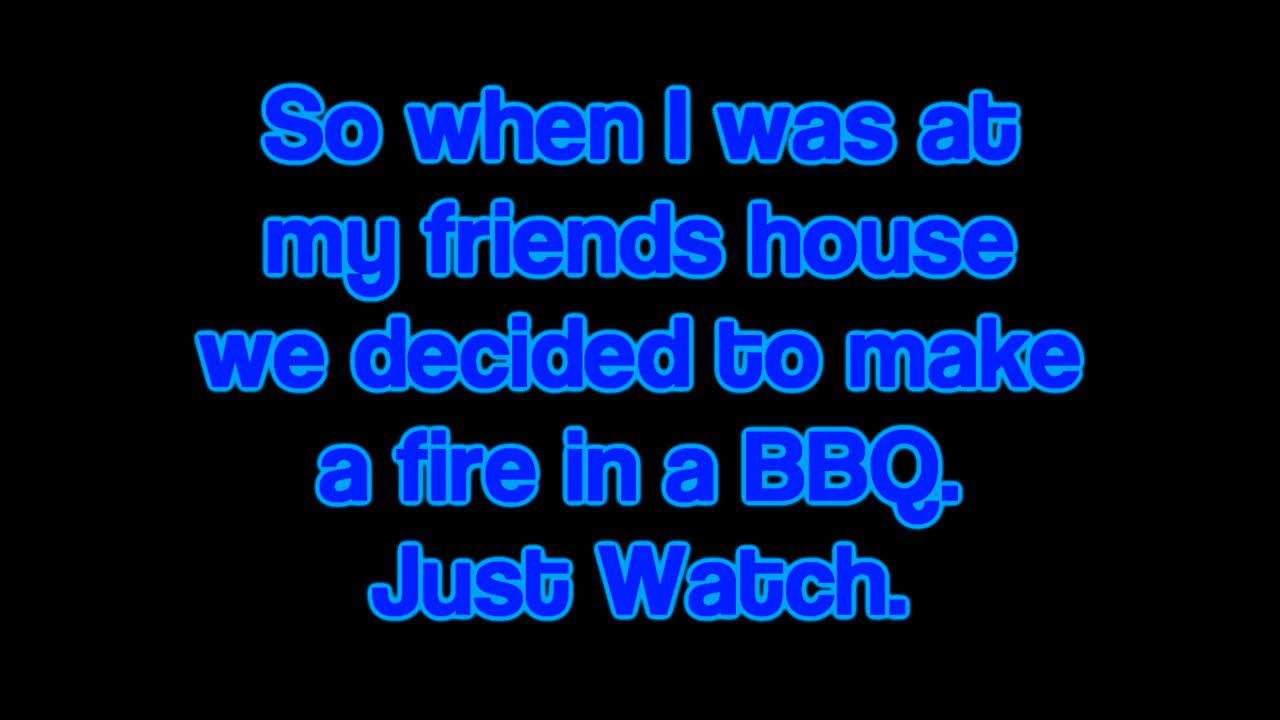 So when I was at
my friends house
we decided to make
a fire in a BBQ.
Just Watch.